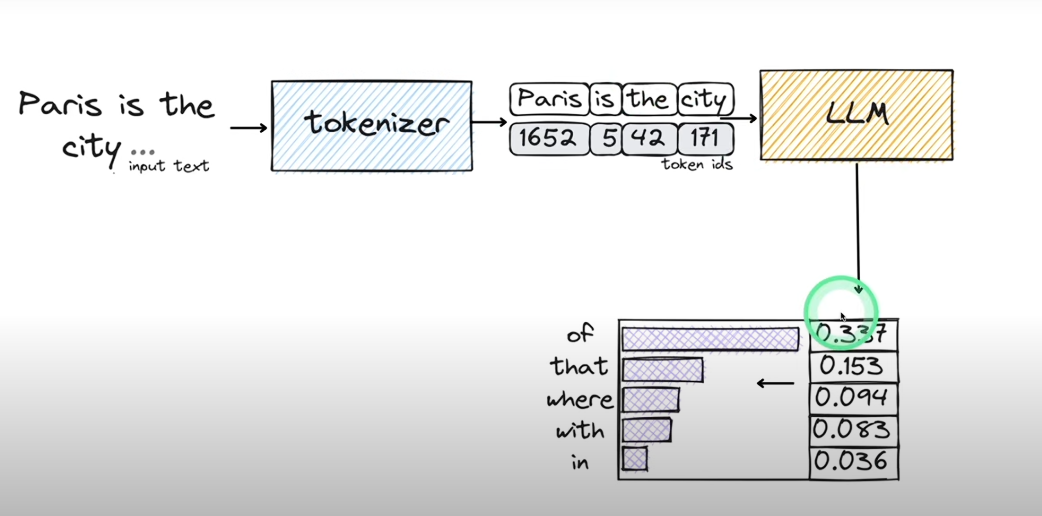 Paris is the
city...
input text
tokenizer
Paris is the city
1652 5 42 171
token ids
LLM
of 0.337
that 0.153
where 0.094
with 0.083
in 0.036